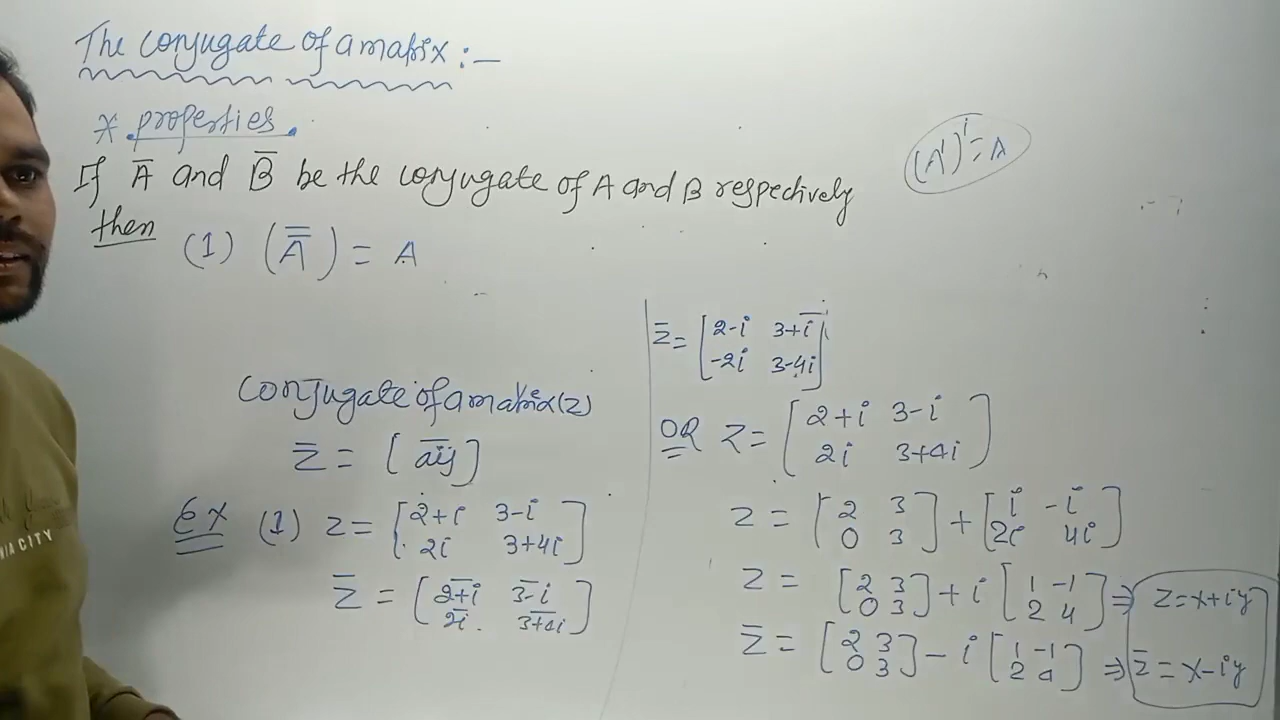 The conjugate of a matrix :-
* properties.
If A̅ and B̅ be the conjugate of A and B respectively
then (1) (A̿) = A
(A')' = A
conjugate of a matrix (z)
z̅ = [ a̅i̅j̅ ]
Ex (1) z = [ 2+i 3-i
2i 3+4i ]
z̅ = [ 2̅+̅i̅ 3̅-̅i̅
2̅i̅ 3̅+̅4̅i̅ ]
z̅ = [ 2-i 3+i
-2i 3-4i ]
OR z = [ 2+i 3-i
2i 3+4i ]
z = [ 2 3
0 3 ] + [ i -i
2i 4i ]
z = [ 2 3
0 3 ] + i [ 1 -1
2 4 ] ⇒ z = x+iy
z̅ = [ 2 3
0 3 ] - i [ 1 -1
2 4 ] ⇒ z̅ = x-iy
CITY